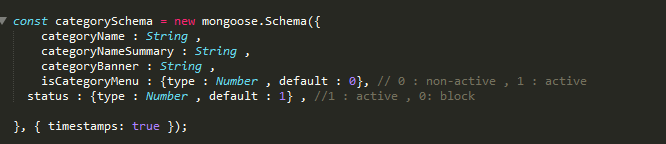 const categorySchema = new mongoose.Schema({
categoryName : String ,
categoryNameSummary : String ,
categoryBanner : String ,
isCategoryMenu : {type : Number , default : 0}, // 0 : non-active , 1 : active
status : {type : Number , default : 1} , //1 : active , 0: block
}, { timestamps: true });